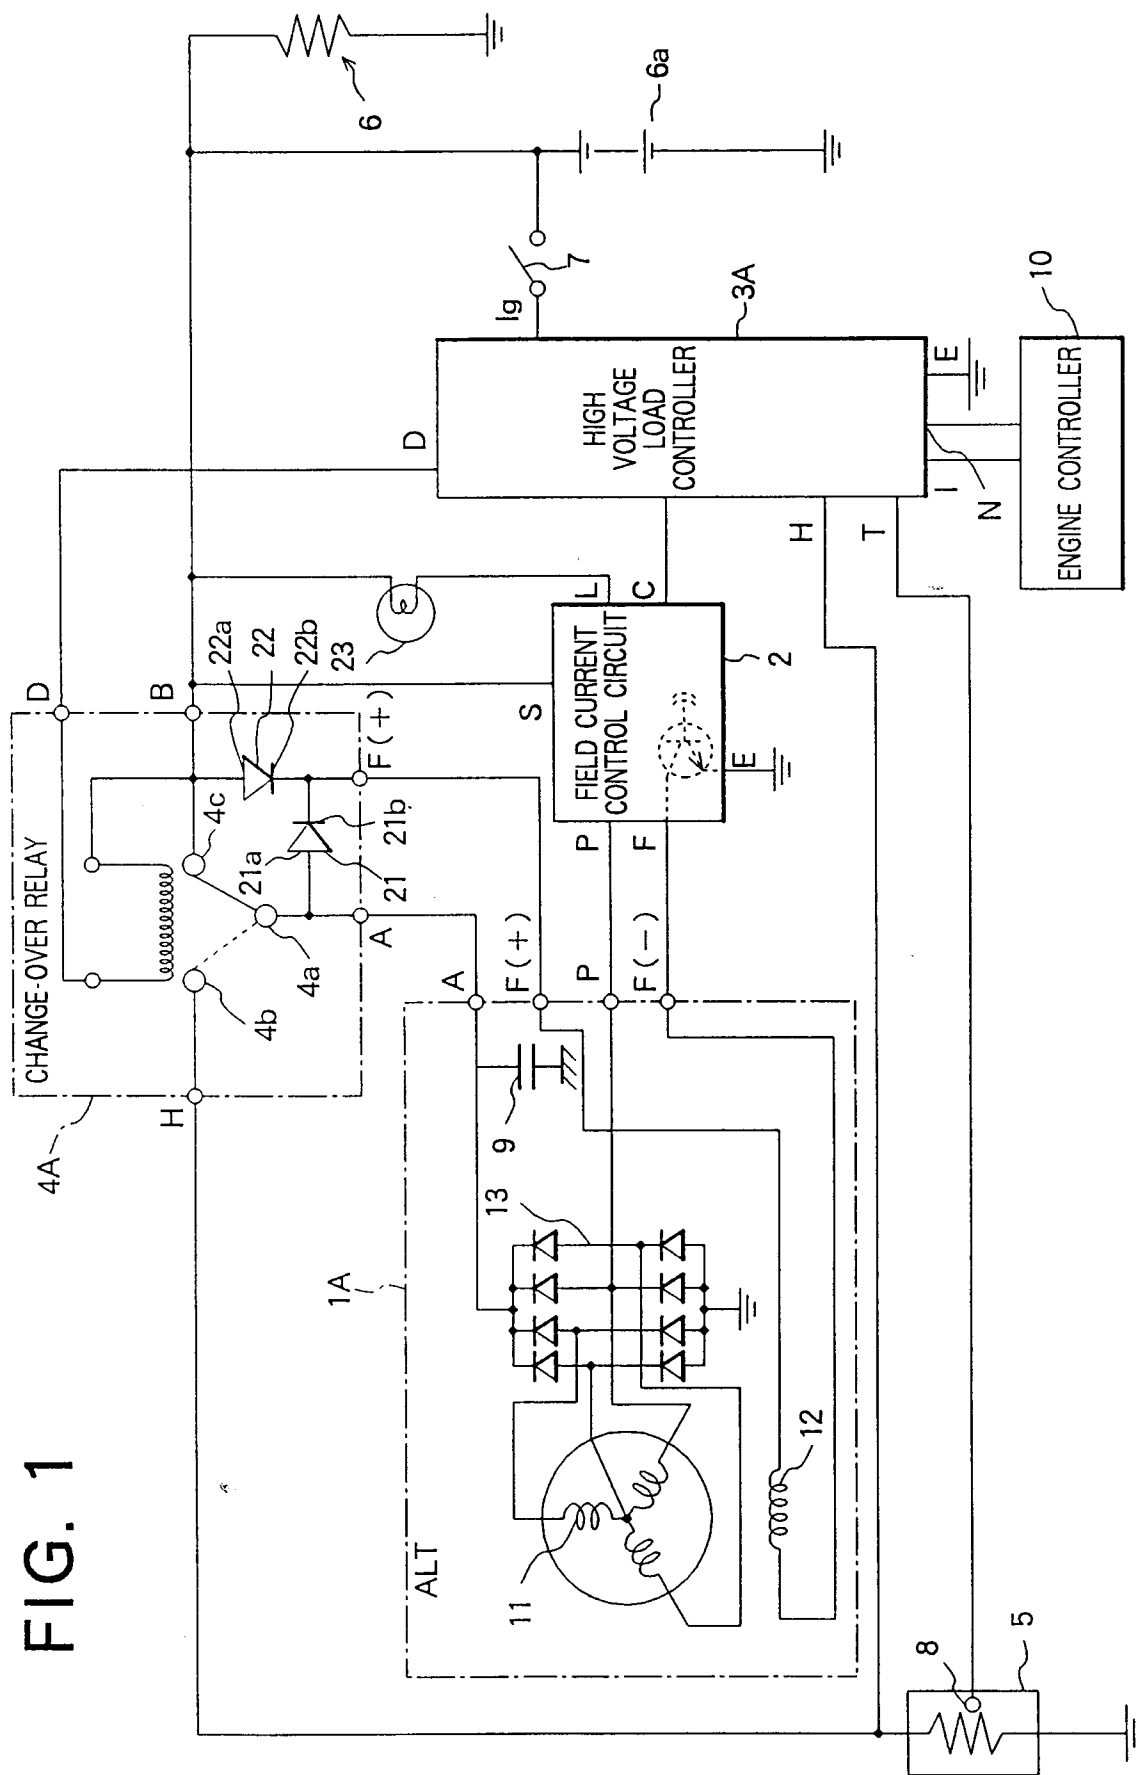 FIG. 1
4A
CHANGE-OVER RELAY
H
4b
4a
4c
D
B
A
F(+)
21a
21
21b
22a
22
22b
23
6
6a
7
Ig
3A
D
HIGH
VOLTAGE
LOAD
CONTROLLER
H
T
I
N
E
10
ENGINE CONTROLLER
S
L
C
FIELD CURRENT
CONTROL CIRCUIT
2
E
P
F
A
F(+)
P
F(-)
1A
ALT
9
13
11
12
8
5